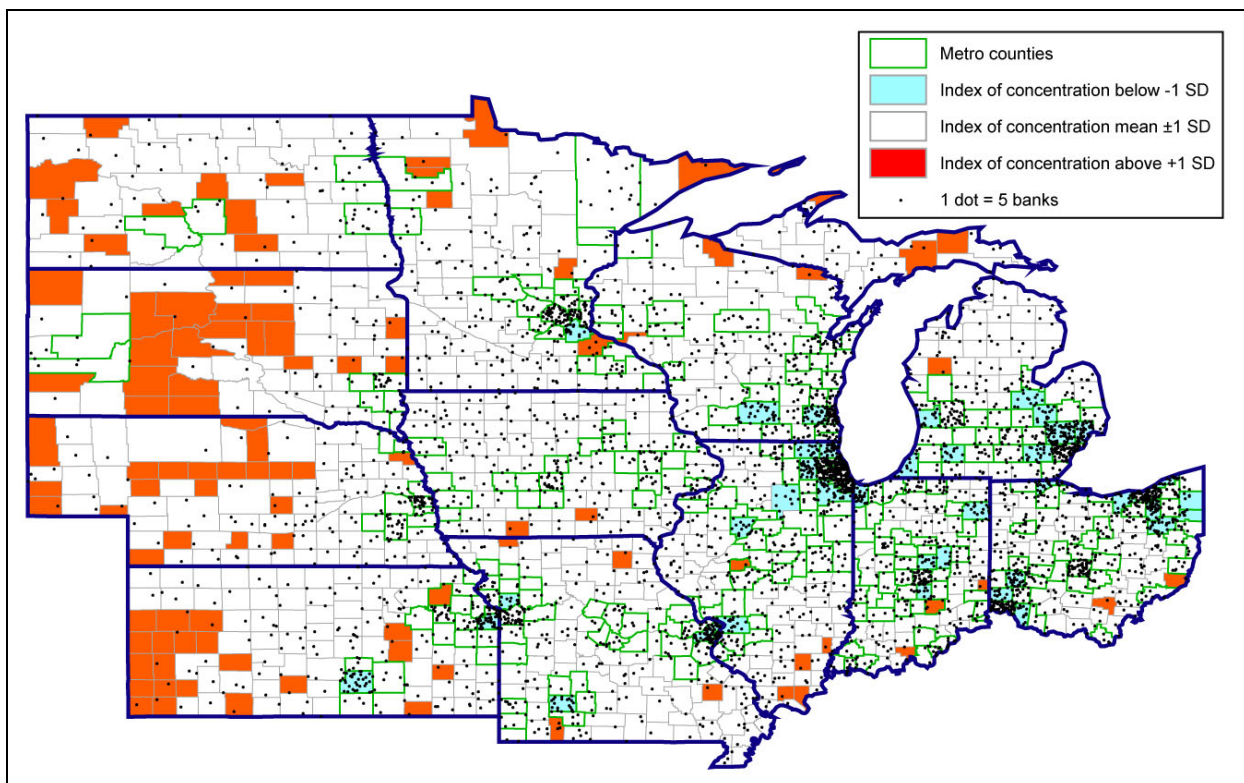 Metro counties
Index of concentration below -1 SD
Index of concentration mean ±1 SD
Index of concentration above +1 SD
1 dot = 5 banks